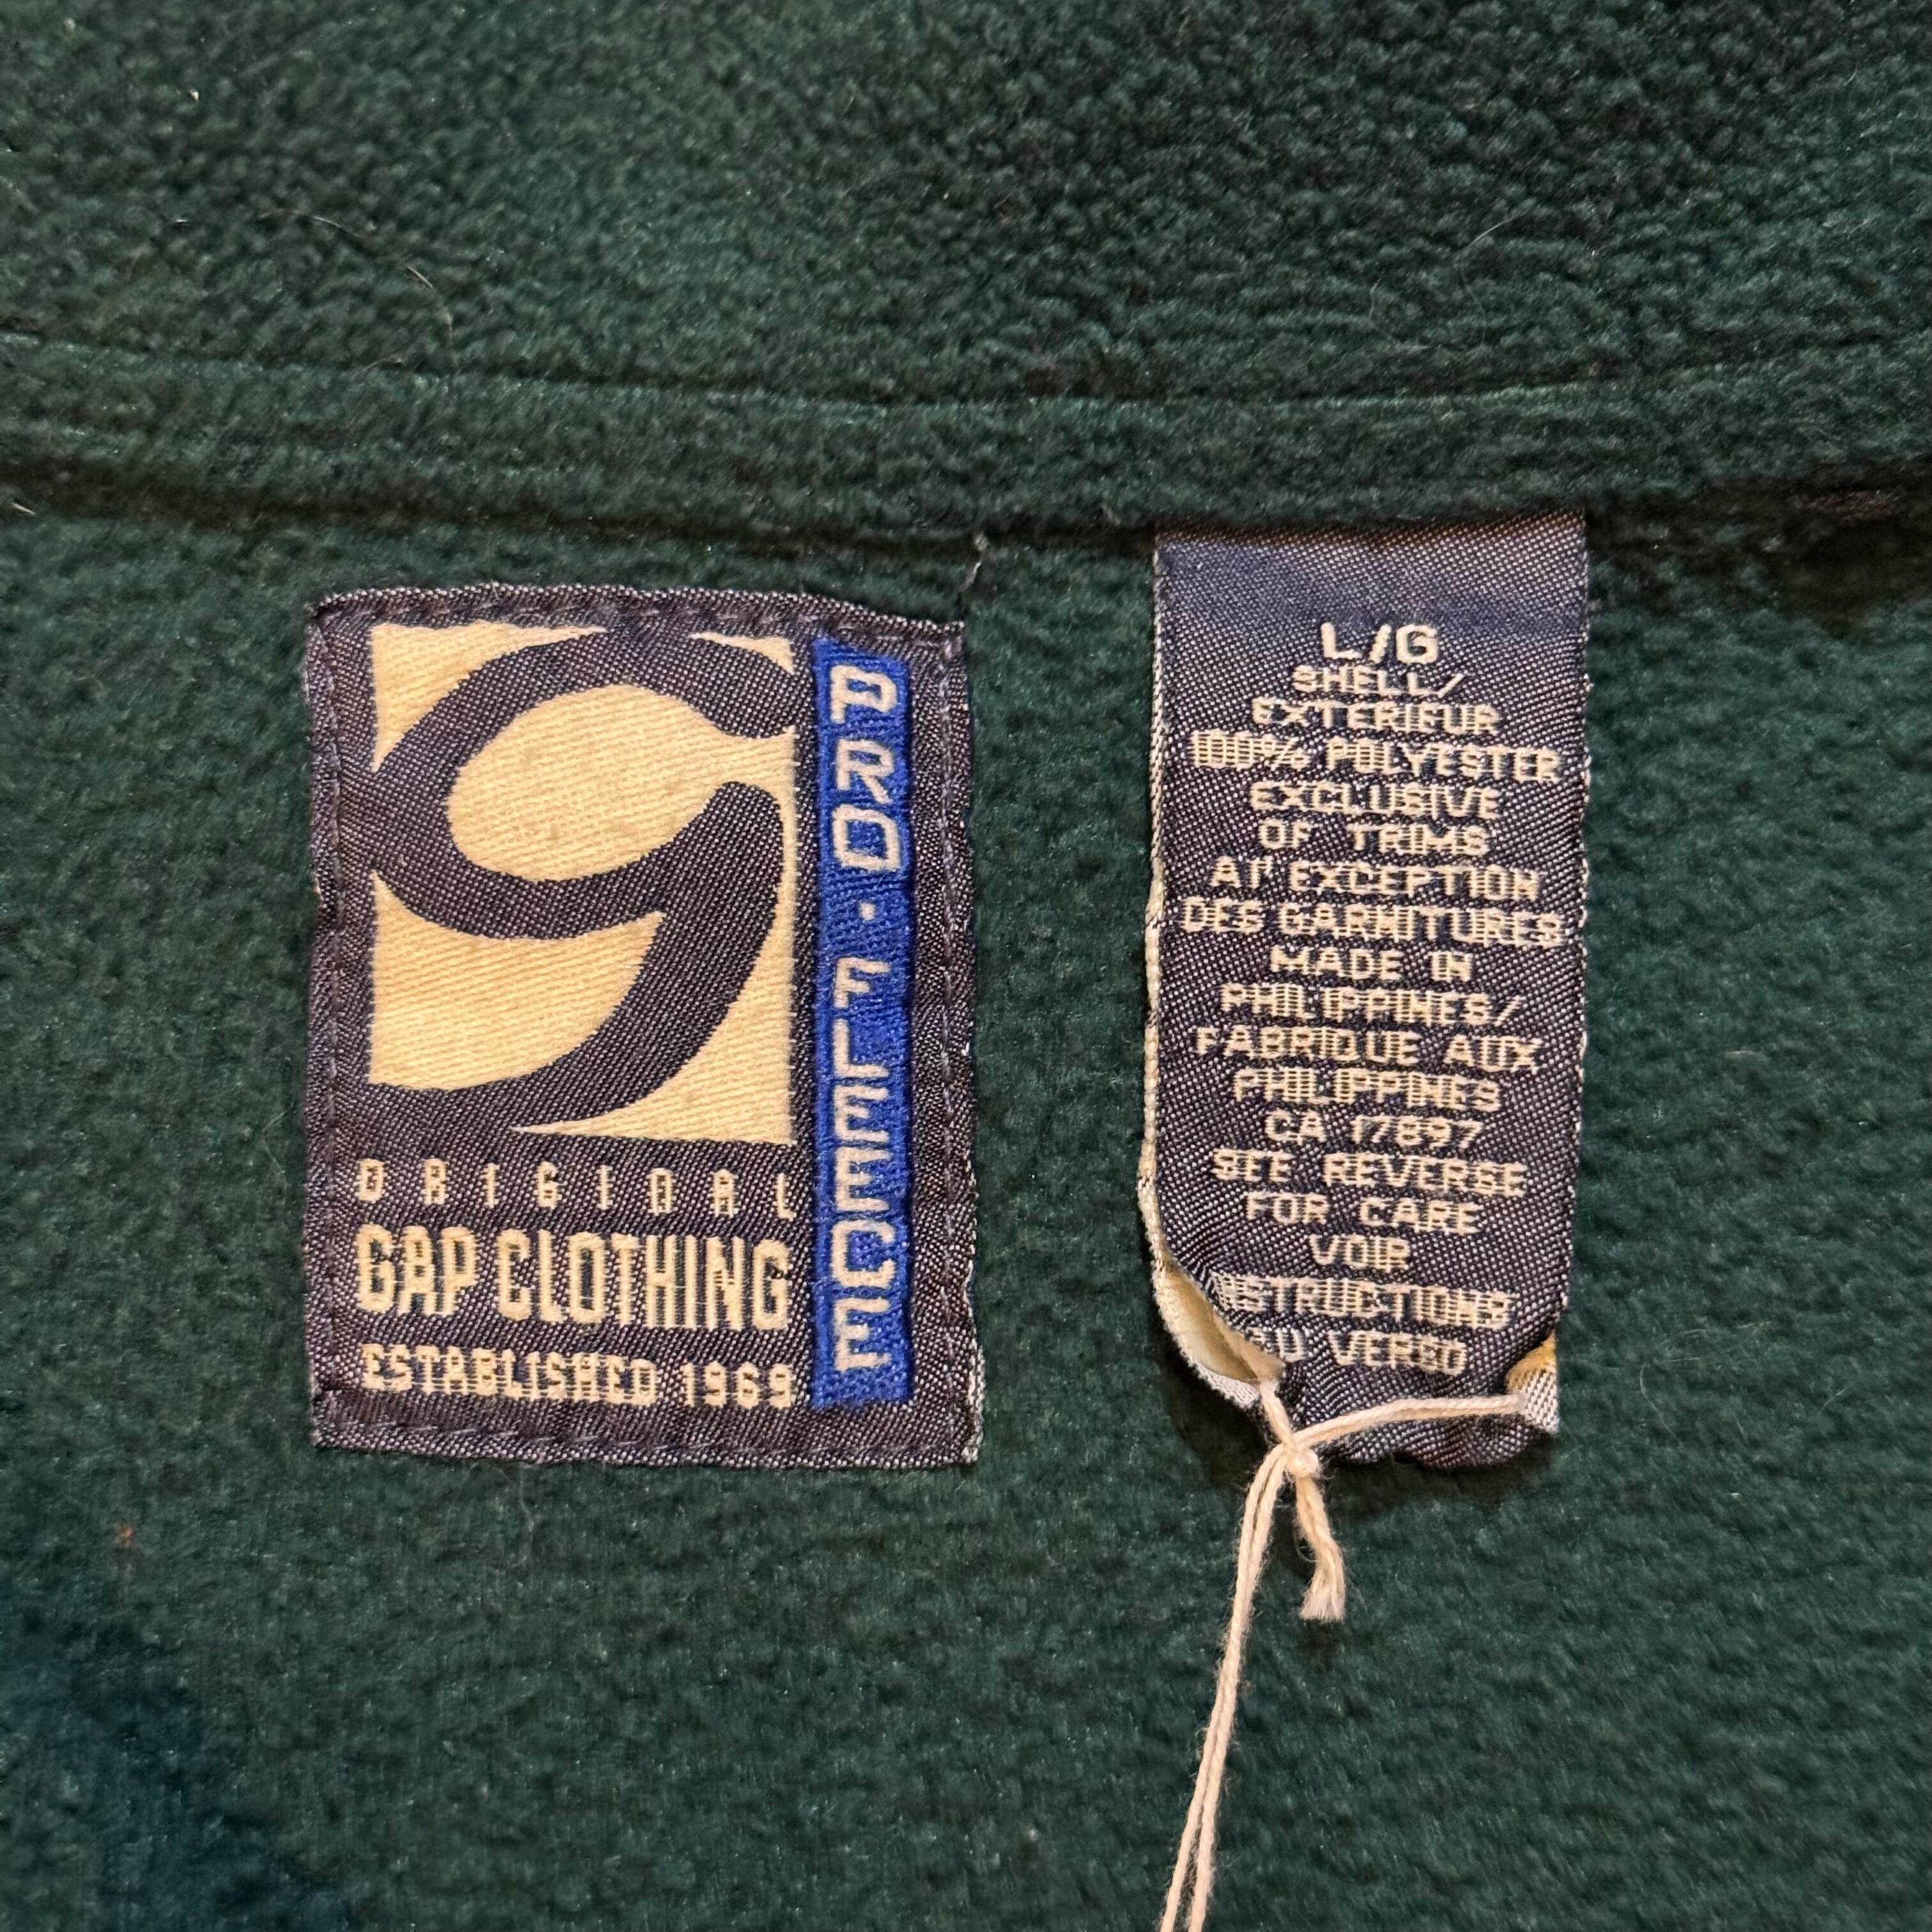 ORIGINAL
GAP CLOTHING
ESTABLISHED 1969
PRO·FLEECE
L/G
SHELL/
EXTERIEUR
100% POLYESTER
EXCLUSIVE
OF TRIMS
A l'EXCEPTION
DES GARMITURES
MADE IN
PHILIPPINES/
FABRIQUE AUX
PHILIPPINES
CA 17897
SEE REVERSE
FOR CARE
VOIR
INSTRUCTIONS
AU VERSO